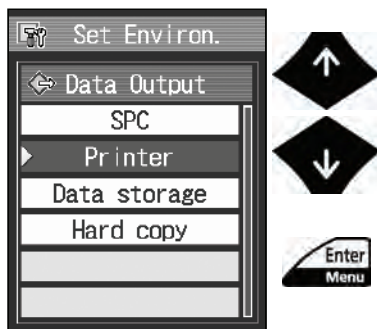 Set Environ.
Data Output
SPC
Printer
Data storage
Hard copy
Enter
Menu